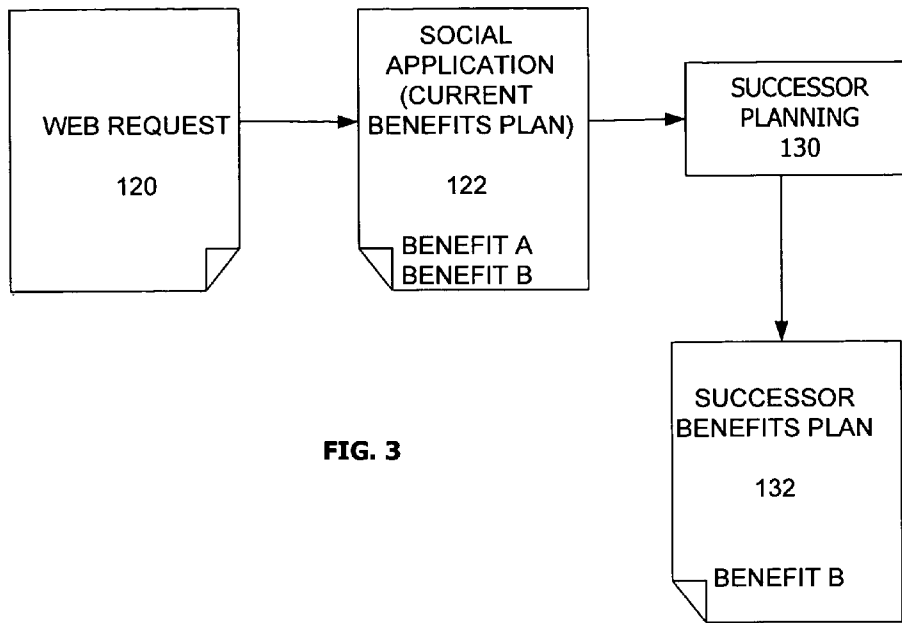 WEB REQUEST
120
SOCIAL
APPLICATION
(CURRENT
BENEFITS PLAN)
122
BENEFIT A
BENEFIT B
SUCCESSOR
PLANNING
130
SUCCESSOR
BENEFITS PLAN
132
BENEFIT B
FIG. 3